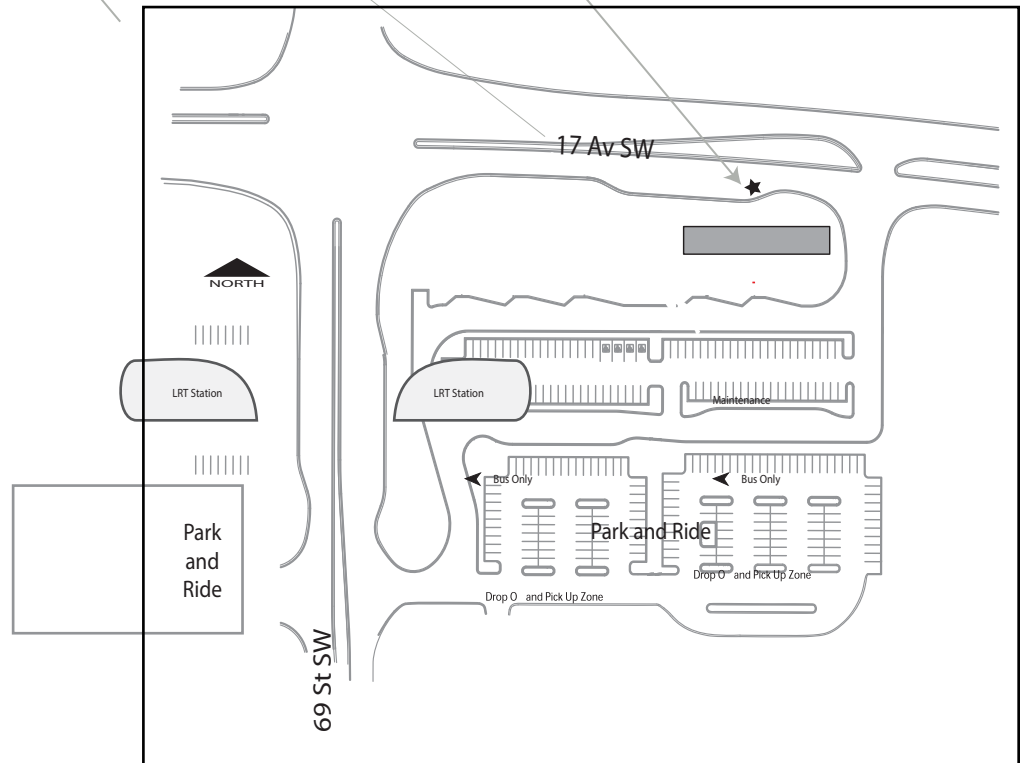 17 Av SW
NORTH
LRT Station
LRT Station
Maintenance
Bus Only
Bus Only
Park
and
Ride
Park and Ride
Drop O and Pick Up Zone
Drop O and Pick Up Zone
69 St SW